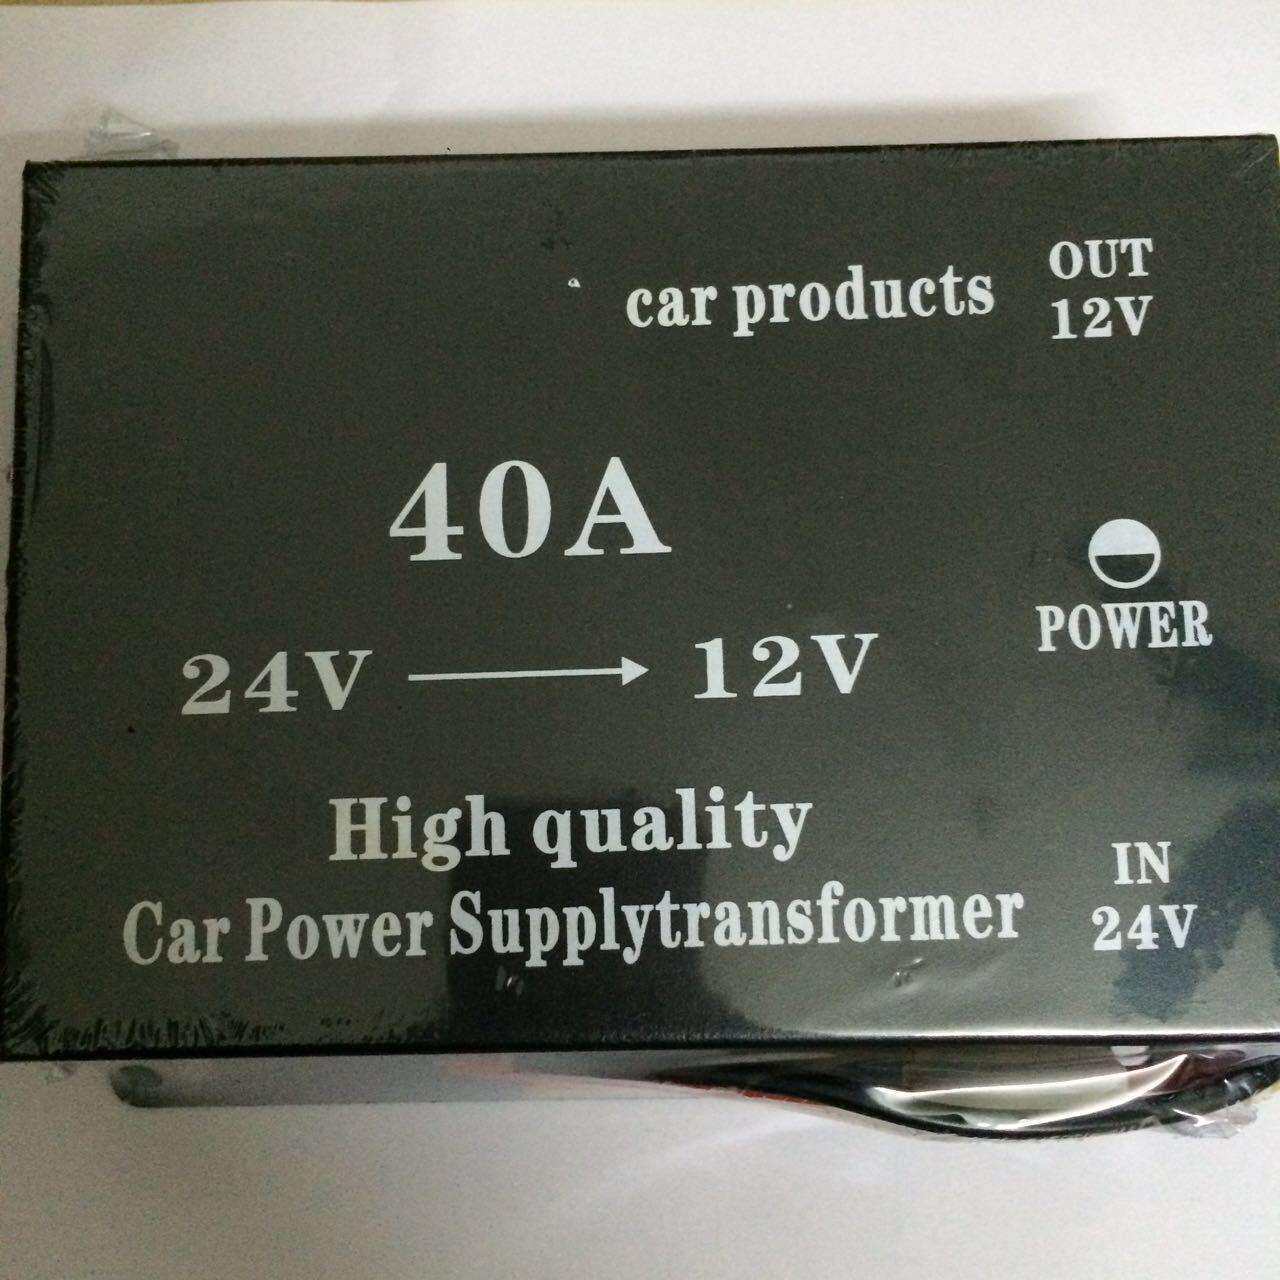 car products
OUT
12V
40A
POWER
24V
12V
High quality
Car Power Supplytransformer
IN
24V